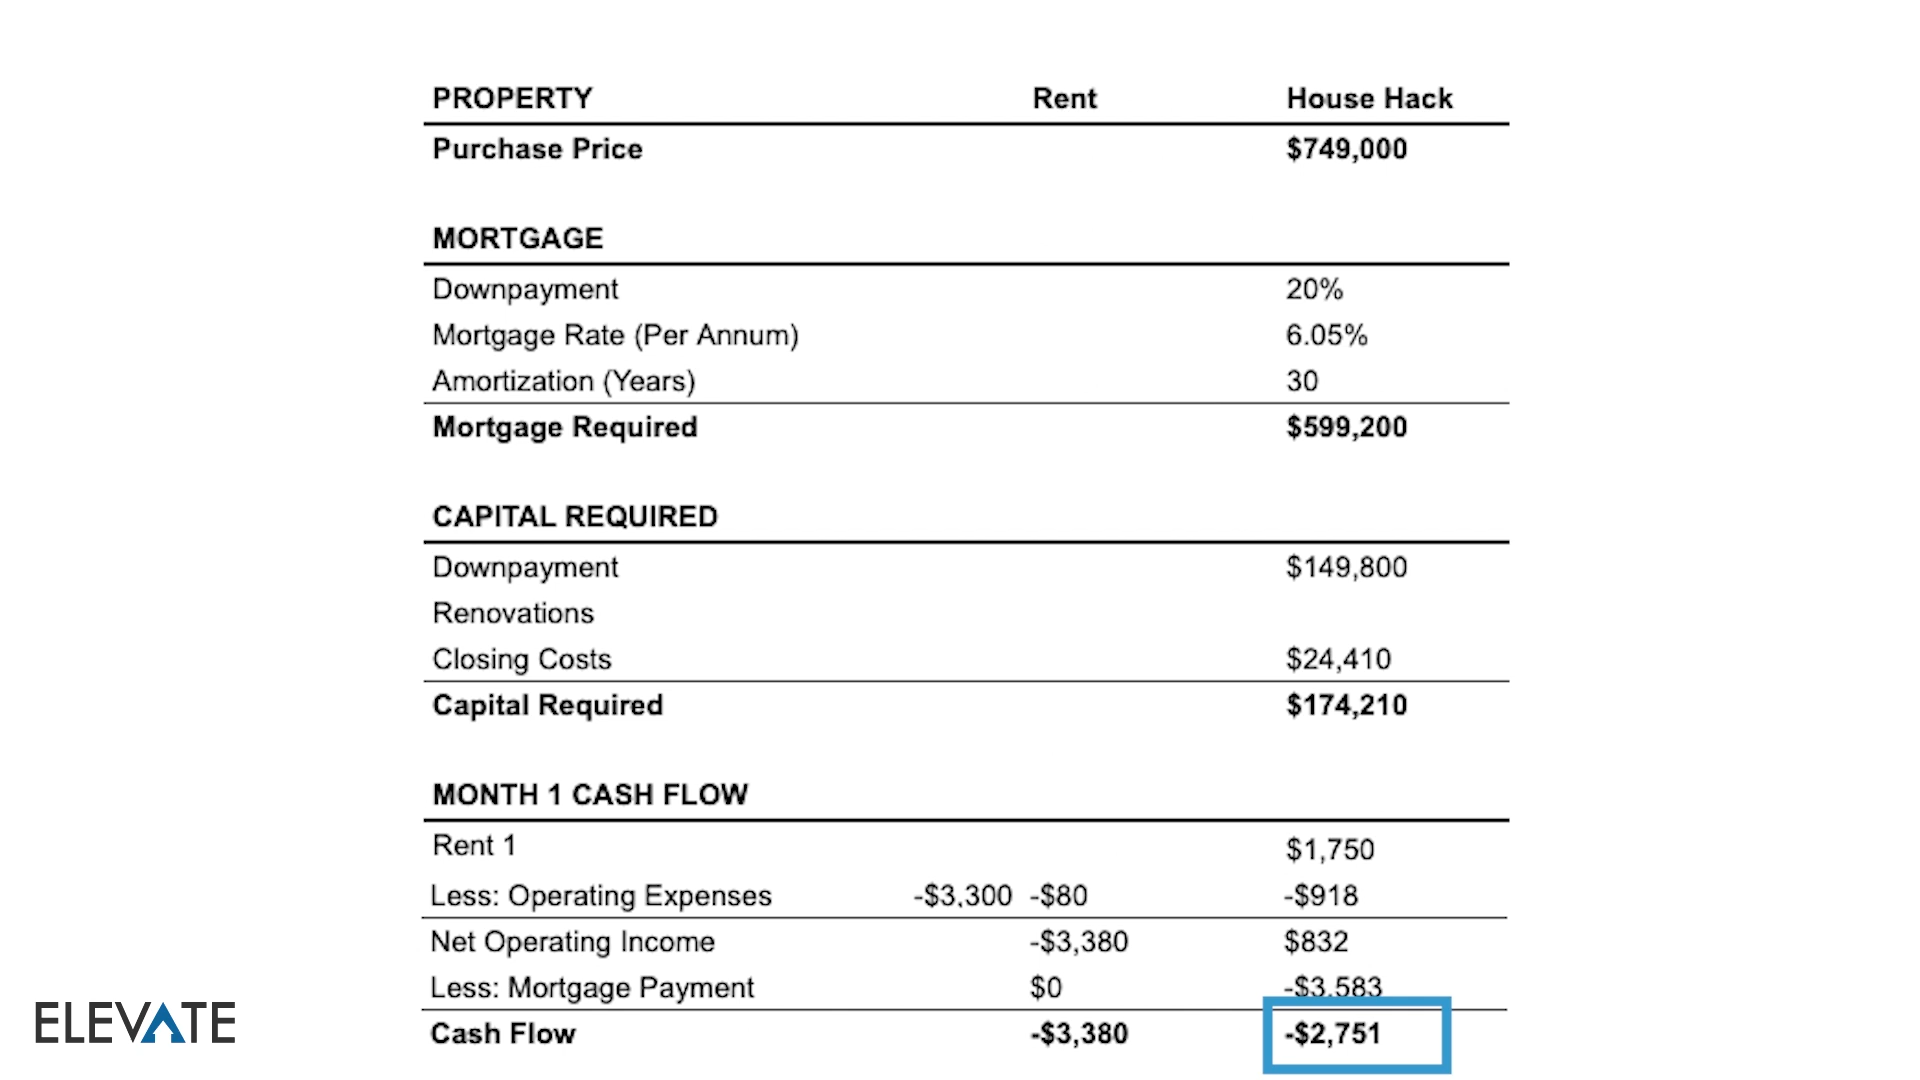 PROPERTY Rent House Hack
Purchase Price $749,000
MORTGAGE
Downpayment 20%
Mortgage Rate (Per Annum) 6.05%
Amortization (Years) 30
Mortgage Required $599,200
CAPITAL REQUIRED
Downpayment $149,800
Renovations
Closing Costs $24,410
Capital Required $174,210
MONTH 1 CASH FLOW
Rent 1 $1,750
Less: Operating Expenses -$3,300 -$80 -$918
Net Operating Income -$3,380 $832
Less: Mortgage Payment $0 -$3,583
Cash Flow -$3,380 -$2,751
ELEVATE